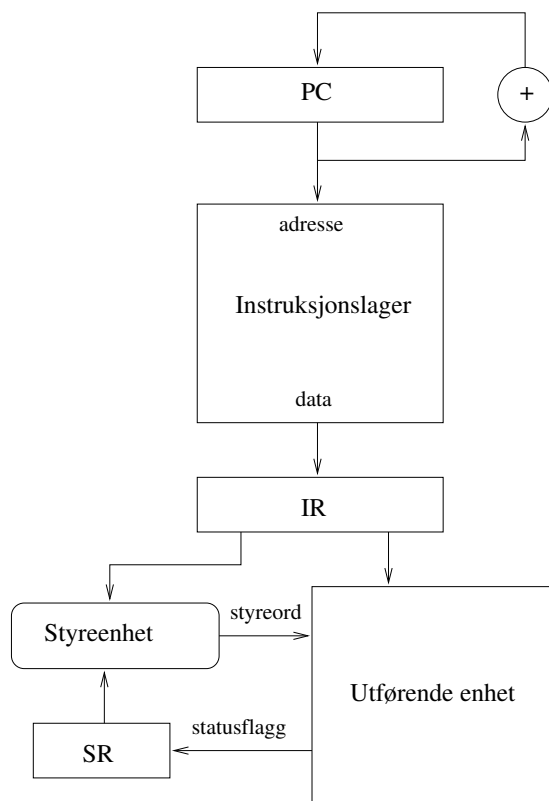 PC
+
adresse
Instruksjonslager
data
IR
styreord
Styreenhet
Utførende enhet
statusflagg
SR